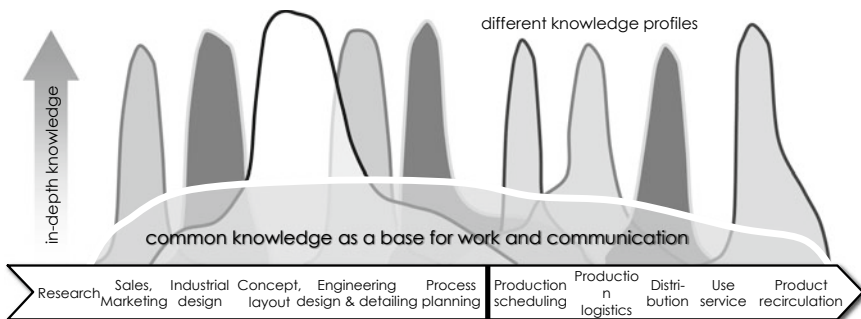 different knowledge profiles
in-depth knowledge
common knowledge as a base for work and communication
Research
Sales,
Marketing
Industrial
design
Concept,
layout
Engineering
design & detailing
Process
planning
Production
scheduling
Productio
n
logistics
Distri-
bution
Use
service
Product
recirculation